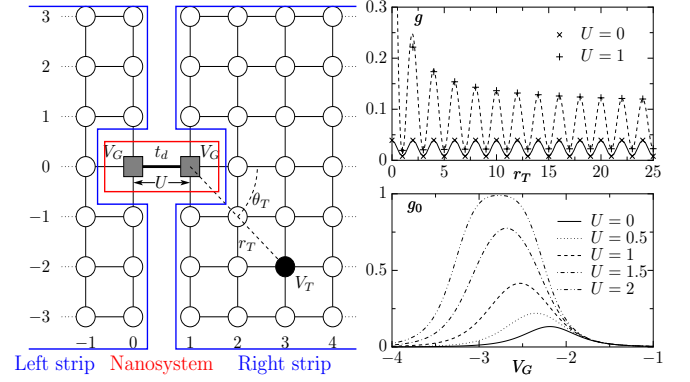 3
2
1
0
−1
−2
−3
V_G t_d V_G
U
θ_T
r_T
V_T
−1 0 1 2 3 4
Left strip Nanosystem Right strip
g
0.3
0.2
0.1
0
U = 0
U = 1
0 5 10 15 20 25
r_T
g_0
1
0.5
0
U = 0
U = 0.5
U = 1
U = 1.5
U = 2
−4 −3 −2 −1
V_G